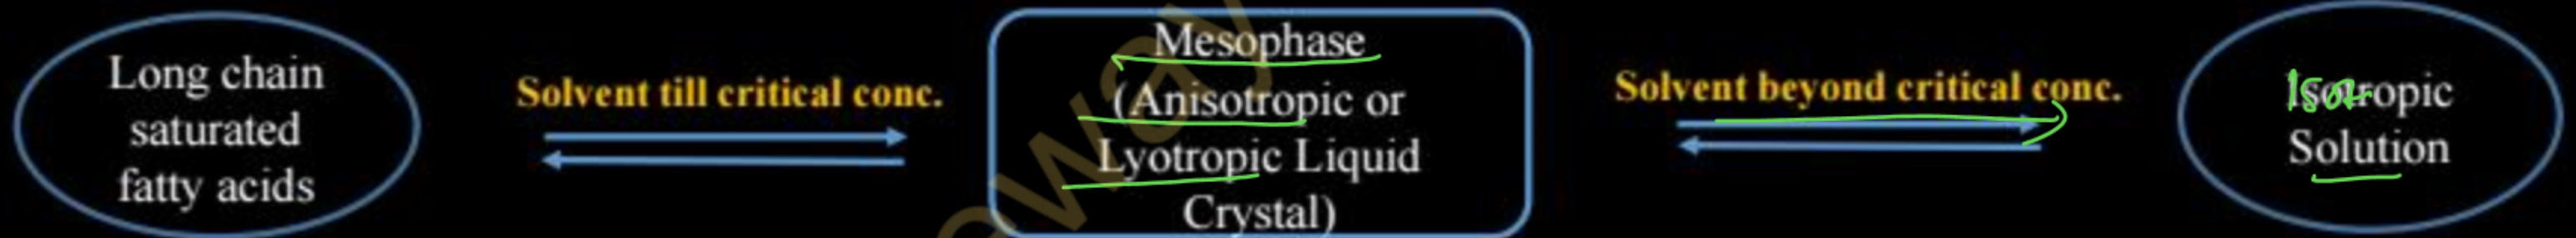 Long chain
saturated
fatty acids
Solvent till critical conc.
Mesophase
(Anisotropic or
Lyotropic Liquid
Crystal)
Solvent beyond critical conc.
Isotropic
Solution